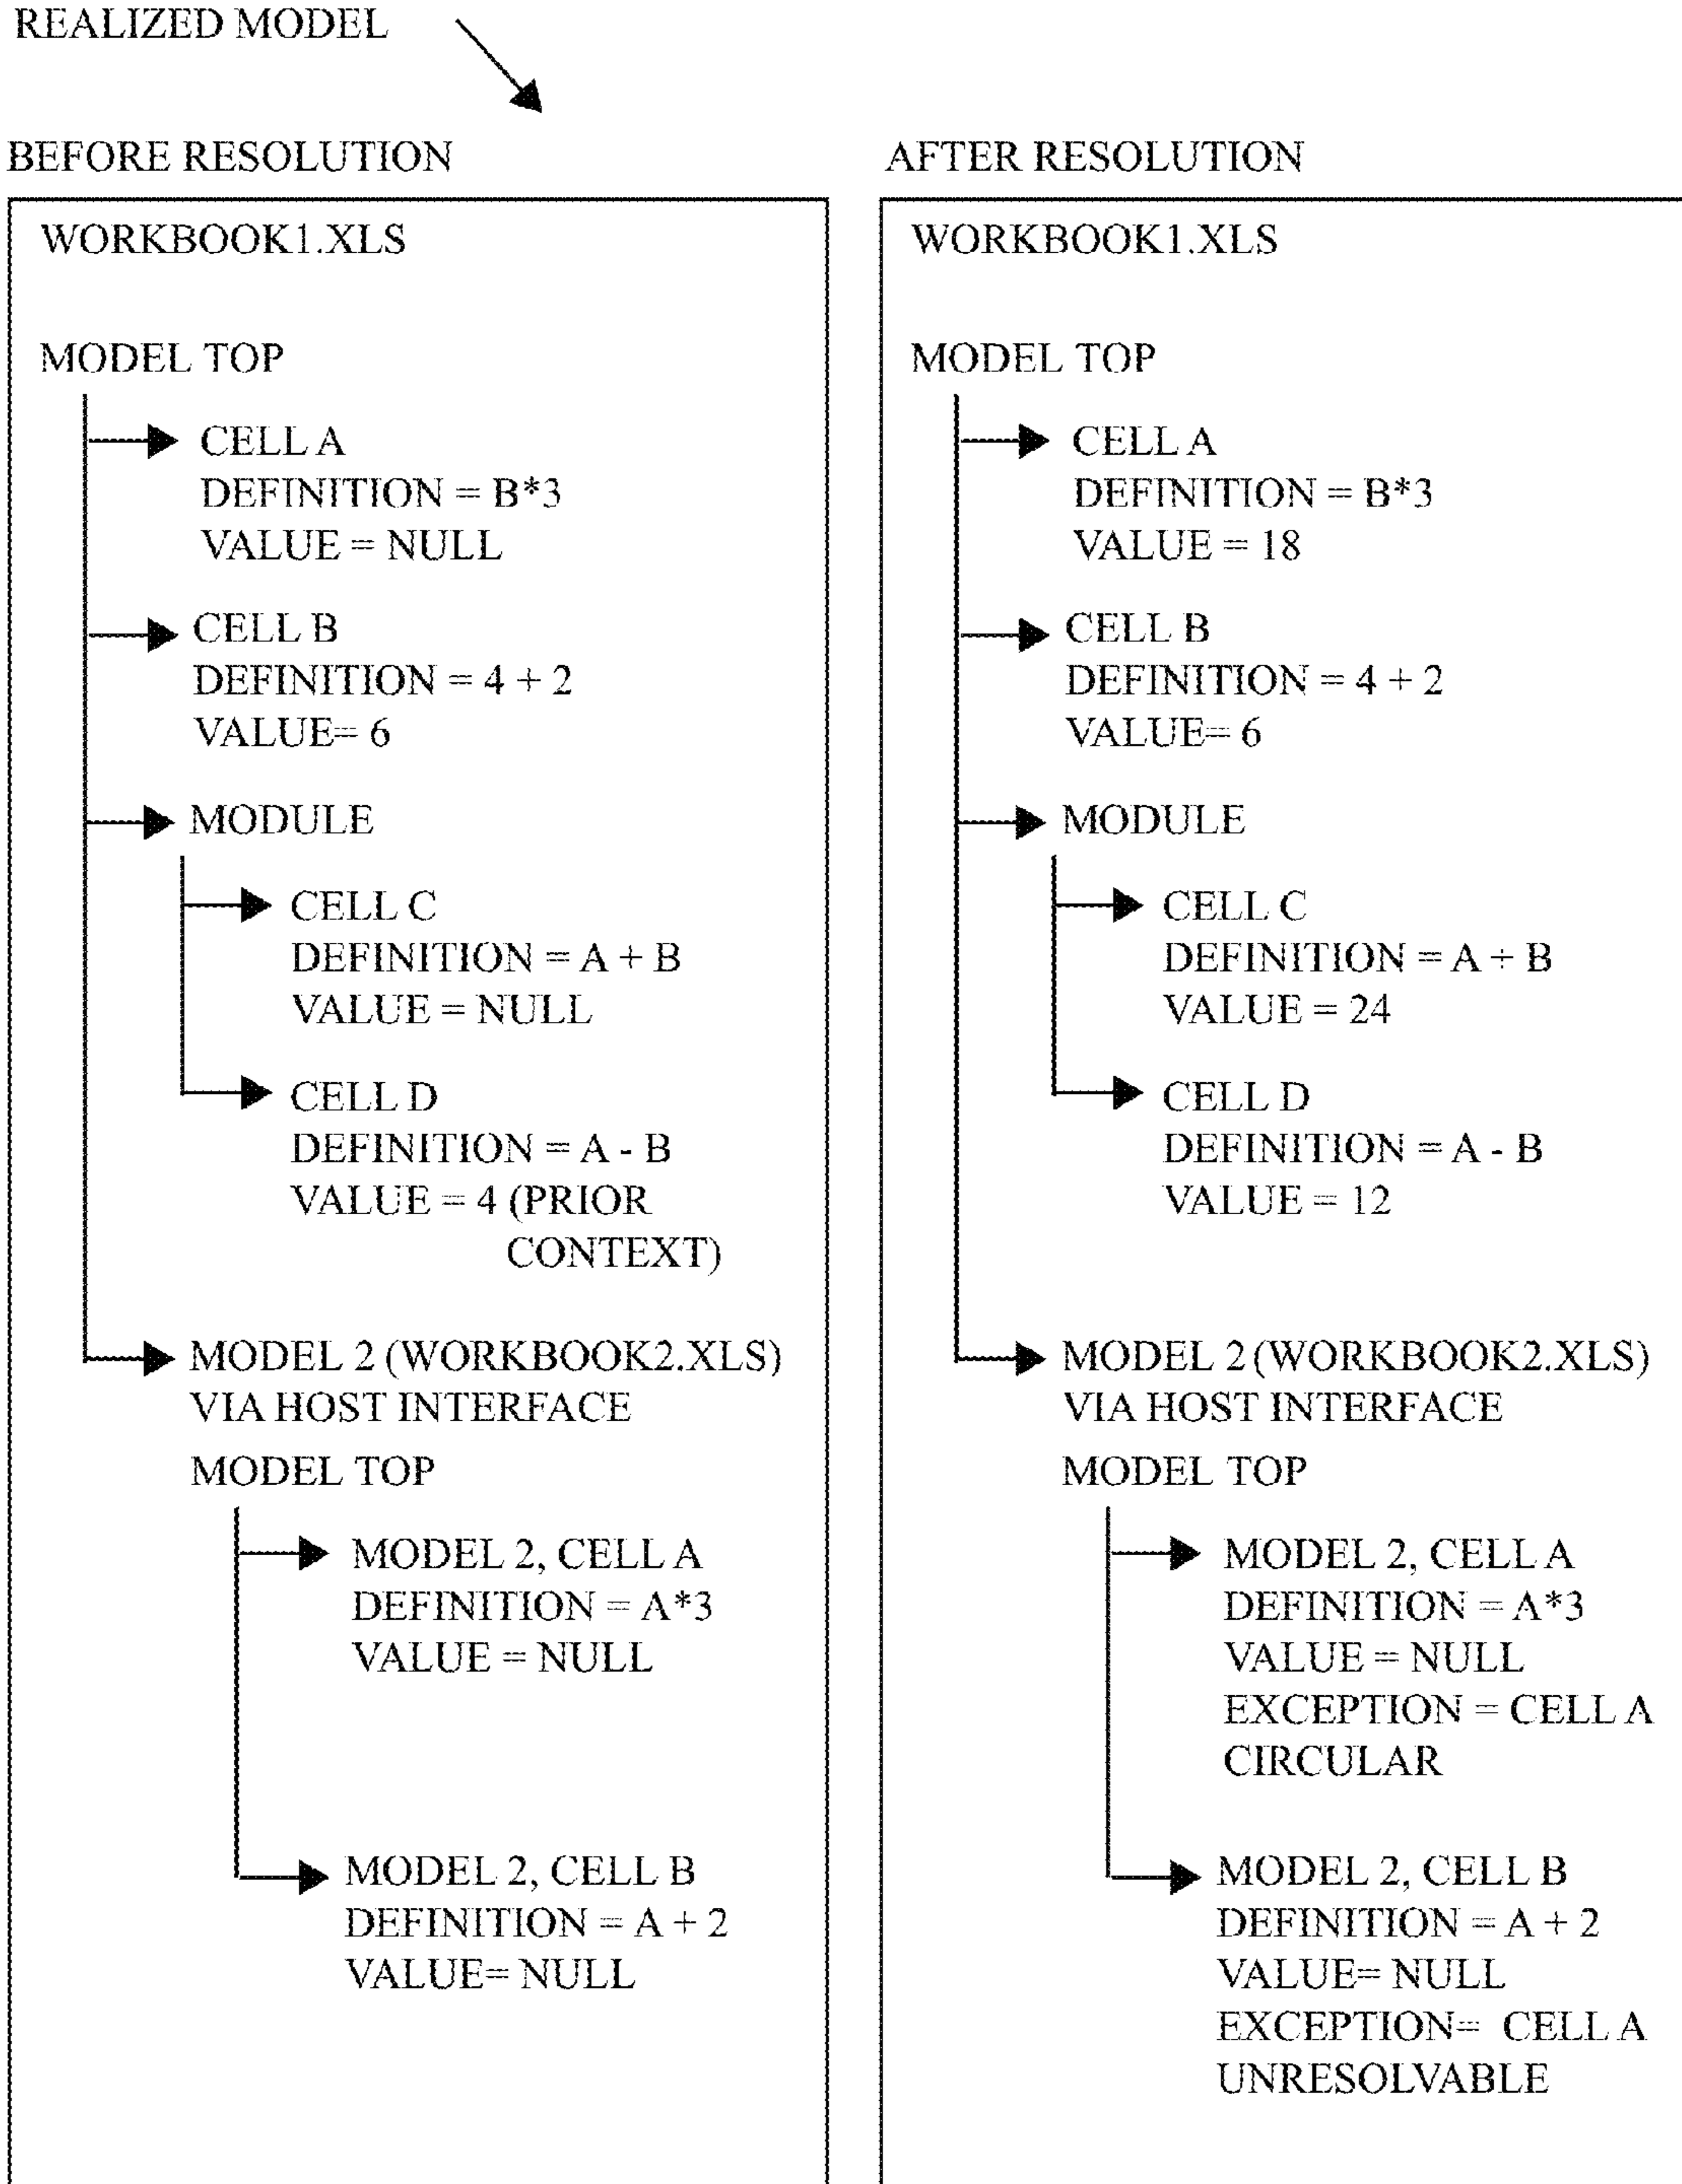 REALIZED MODEL
BEFORE RESOLUTION
WORKBOOK1.XLS
MODEL TOP
CELL A
DEFINITION = B*3
VALUE = NULL
CELL B
DEFINITION = 4 + 2
VALUE= 6
MODULE
CELL C
DEFINITION = A + B
VALUE = NULL
CELL D
DEFINITION = A - B
VALUE = 4 (PRIOR
CONTEXT)
MODEL 2 (WORKBOOK2.XLS)
VIA HOST INTERFACE
MODEL TOP
MODEL 2, CELL A
DEFINITION = A*3
VALUE = NULL
MODEL 2, CELL B
DEFINITION = A + 2
VALUE= NULL
AFTER RESOLUTION
WORKBOOK1.XLS
MODEL TOP
CELL A
DEFINITION = B*3
VALUE = 18
CELL B
DEFINITION = 4 + 2
VALUE= 6
MODULE
CELL C
DEFINITION = A + B
VALUE = 24
CELL D
DEFINITION = A - B
VALUE = 12
MODEL 2 (WORKBOOK2.XLS)
VIA HOST INTERFACE
MODEL TOP
MODEL 2, CELL A
DEFINITION = A*3
VALUE = NULL
EXCEPTION = CELL A
CIRCULAR
MODEL 2, CELL B
DEFINITION = A + 2
VALUE= NULL
EXCEPTION= CELL A
UNRESOLVABLE